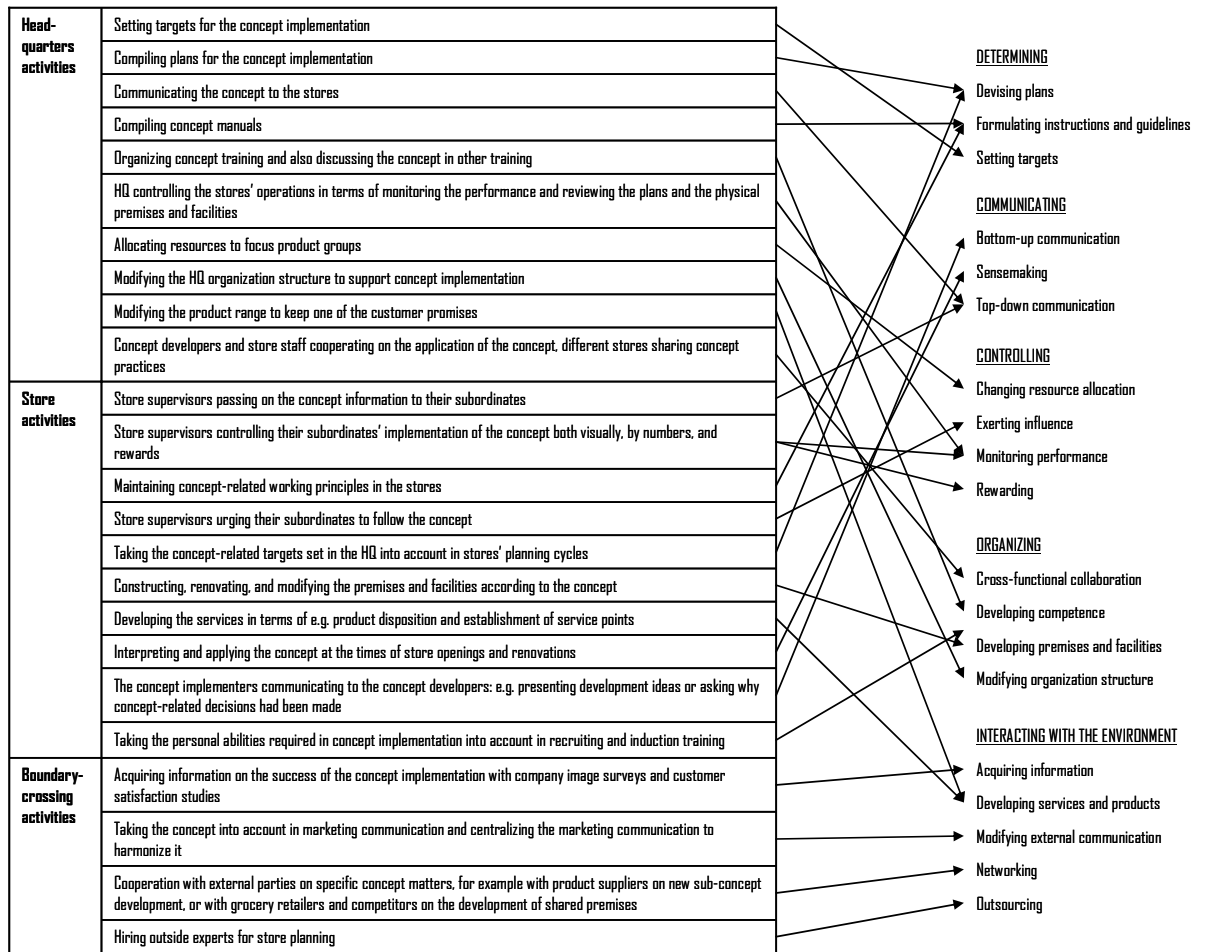 Head-
quarters
activities
Setting targets for the concept implementation
Compiling plans for the concept implementation
Communicating the concept to the stores
Compiling concept manuals
Organizing concept training and also discussing the concept in other training
HQ controlling the stores' operations in terms of monitoring the performance and reviewing the plans and the physical
premises and facilities
Allocating resources to focus product groups
Modifying the HQ organization structure to support concept implementation
Modifying the product range to keep one of the customer promises
Concept developers and store staff cooperating on the application of the concept, different stores sharing concept
practices
Store
activities
Store supervisors passing on the concept information to their subordinates
Store supervisors controlling their subordinates' implementation of the concept both visually, by numbers, and
rewards
Maintaining concept-related working principles in the stores
Store supervisors urging their subordinates to follow the concept
Taking the concept-related targets set in the HQ into account in stores' planning cycles
Constructing, renovating, and modifying the premises and facilities according to the concept
Developing the services in terms of e.g. product disposition and establishment of service points
Interpreting and applying the concept at the times of store openings and renovations
The concept implementers communicating to the concept developers: e.g. presenting development ideas or asking why
concept-related decisions had been made
Taking the personal abilities required in concept implementation into account in recruiting and induction training
Boundary-
crossing
activities
Acquiring information on the success of the concept implementation with company image surveys and customer
satisfaction studies
Taking the concept into account in marketing communication and centralizing the marketing communication to
harmonize it
Cooperation with external parties on specific concept matters, for example with product suppliers on new sub-concept
development, or with grocery retailers and competitors on the development of shared premises
Hiring outside experts for store planning
DETERMINING
Devising plans
Formulating instructions and guidelines
Setting targets
COMMUNICATING
Bottom-up communication
Sensemaking
Top-down communication
CONTROLLING
Changing resource allocation
Exerting influence
Monitoring performance
Rewarding
ORGANIZING
Cross-functional collaboration
Developing competence
Developing premises and facilities
Modifying organization structure
INTERACTING WITH THE ENVIRONMENT
Acquiring information
Developing services and products
Modifying external communication
Networking
Outsourcing